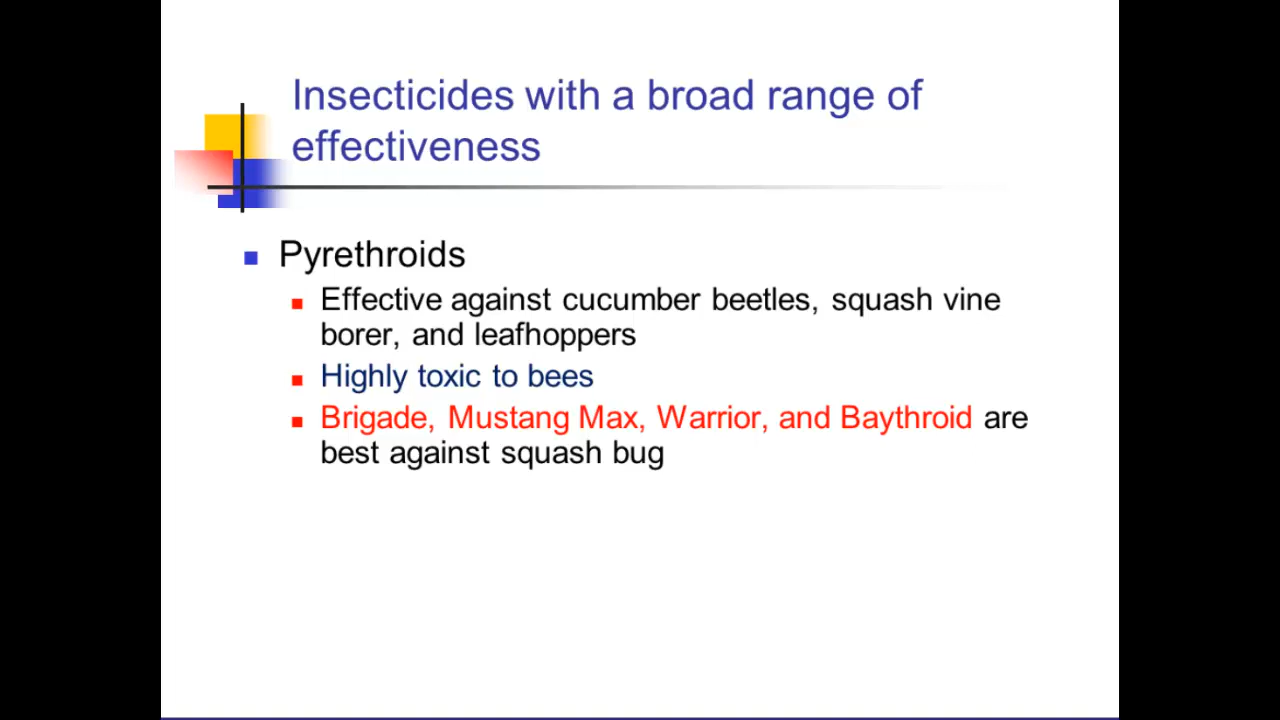 Insecticides with a broad range of
effectiveness
Pyrethroids
Effective against cucumber beetles, squash vine
borer, and leafhoppers
Highly toxic to bees
Brigade, Mustang Max, Warrior, and Baythroid are
best against squash bug